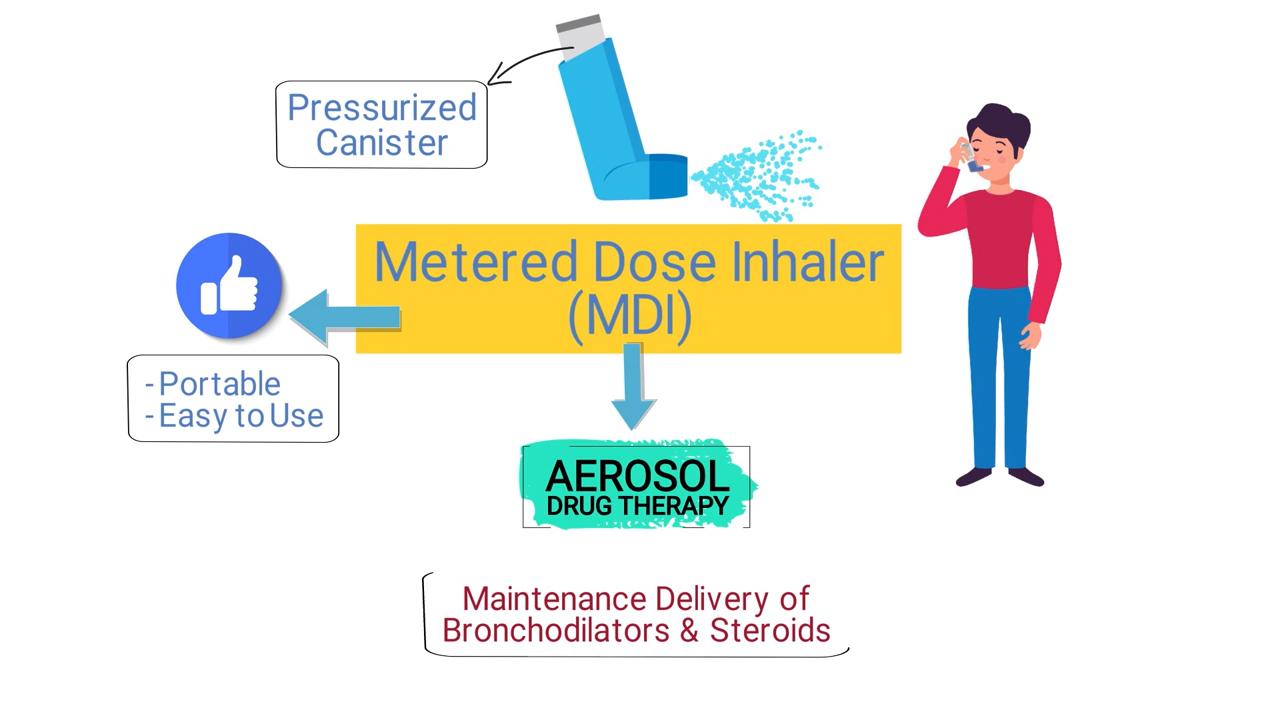 Pressurized
Canister
Metered Dose Inhaler
(MDI)
- Portable
- Easy to Use
AEROSOL
DRUG THERAPY
Maintenance Delivery of
Bronchodilators & Steroids